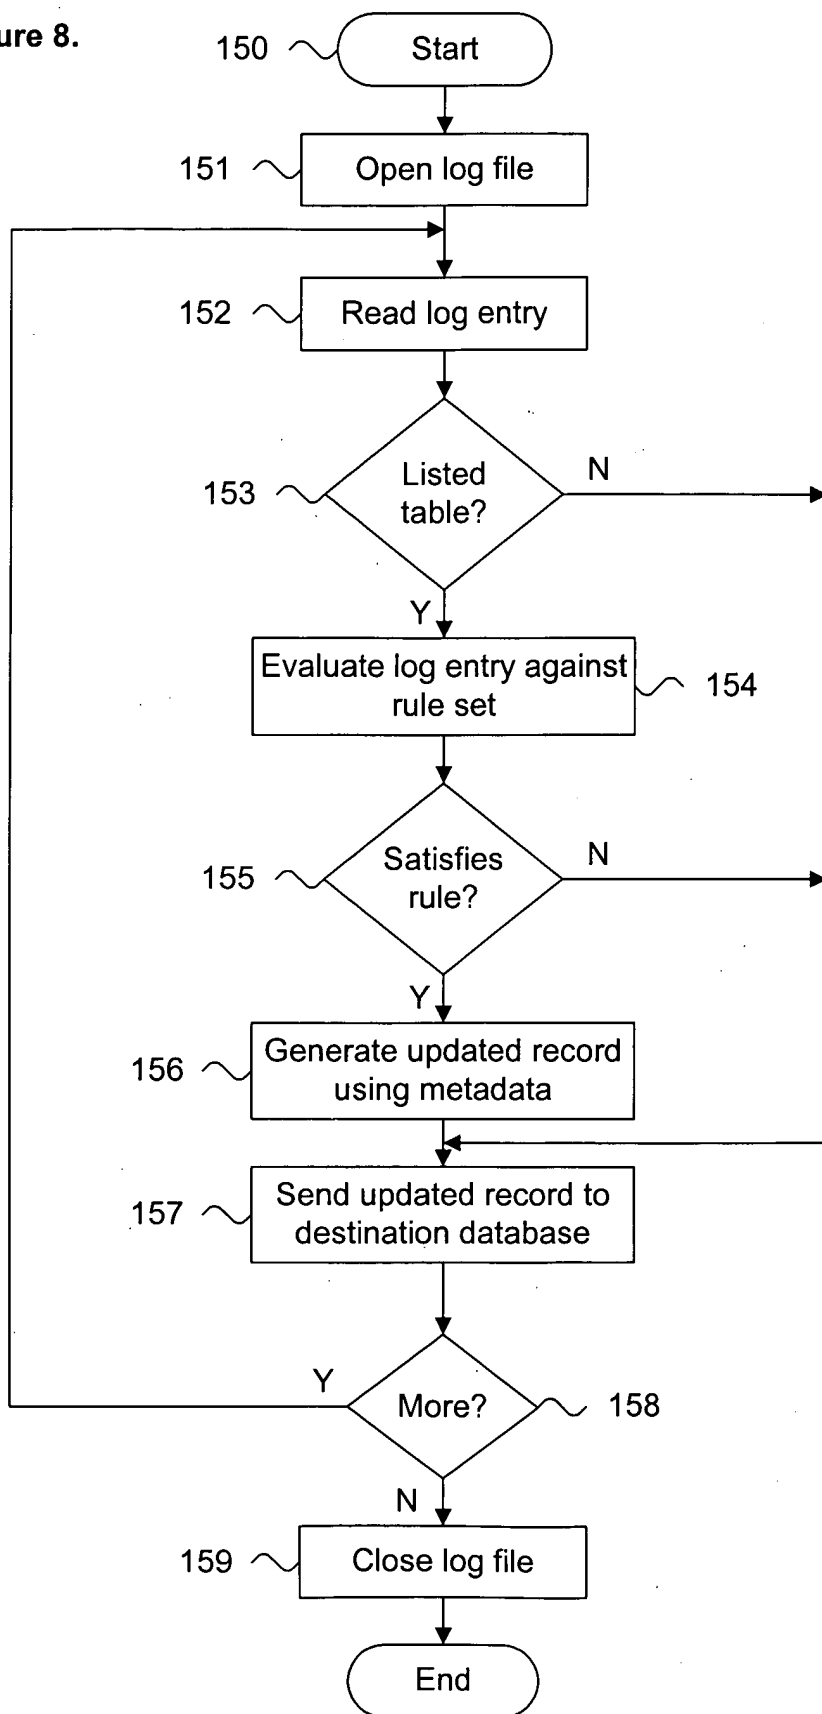 ure 8.
150
Start
151
Open log file
152
Read log entry
153
Listed
table?
N
Y
Evaluate log entry against
rule set
154
155
Satisfies
rule?
N
Y
156
Generate updated record
using metadata
157
Send updated record to
destination database
Y
More?
158
N
159
Close log file
End